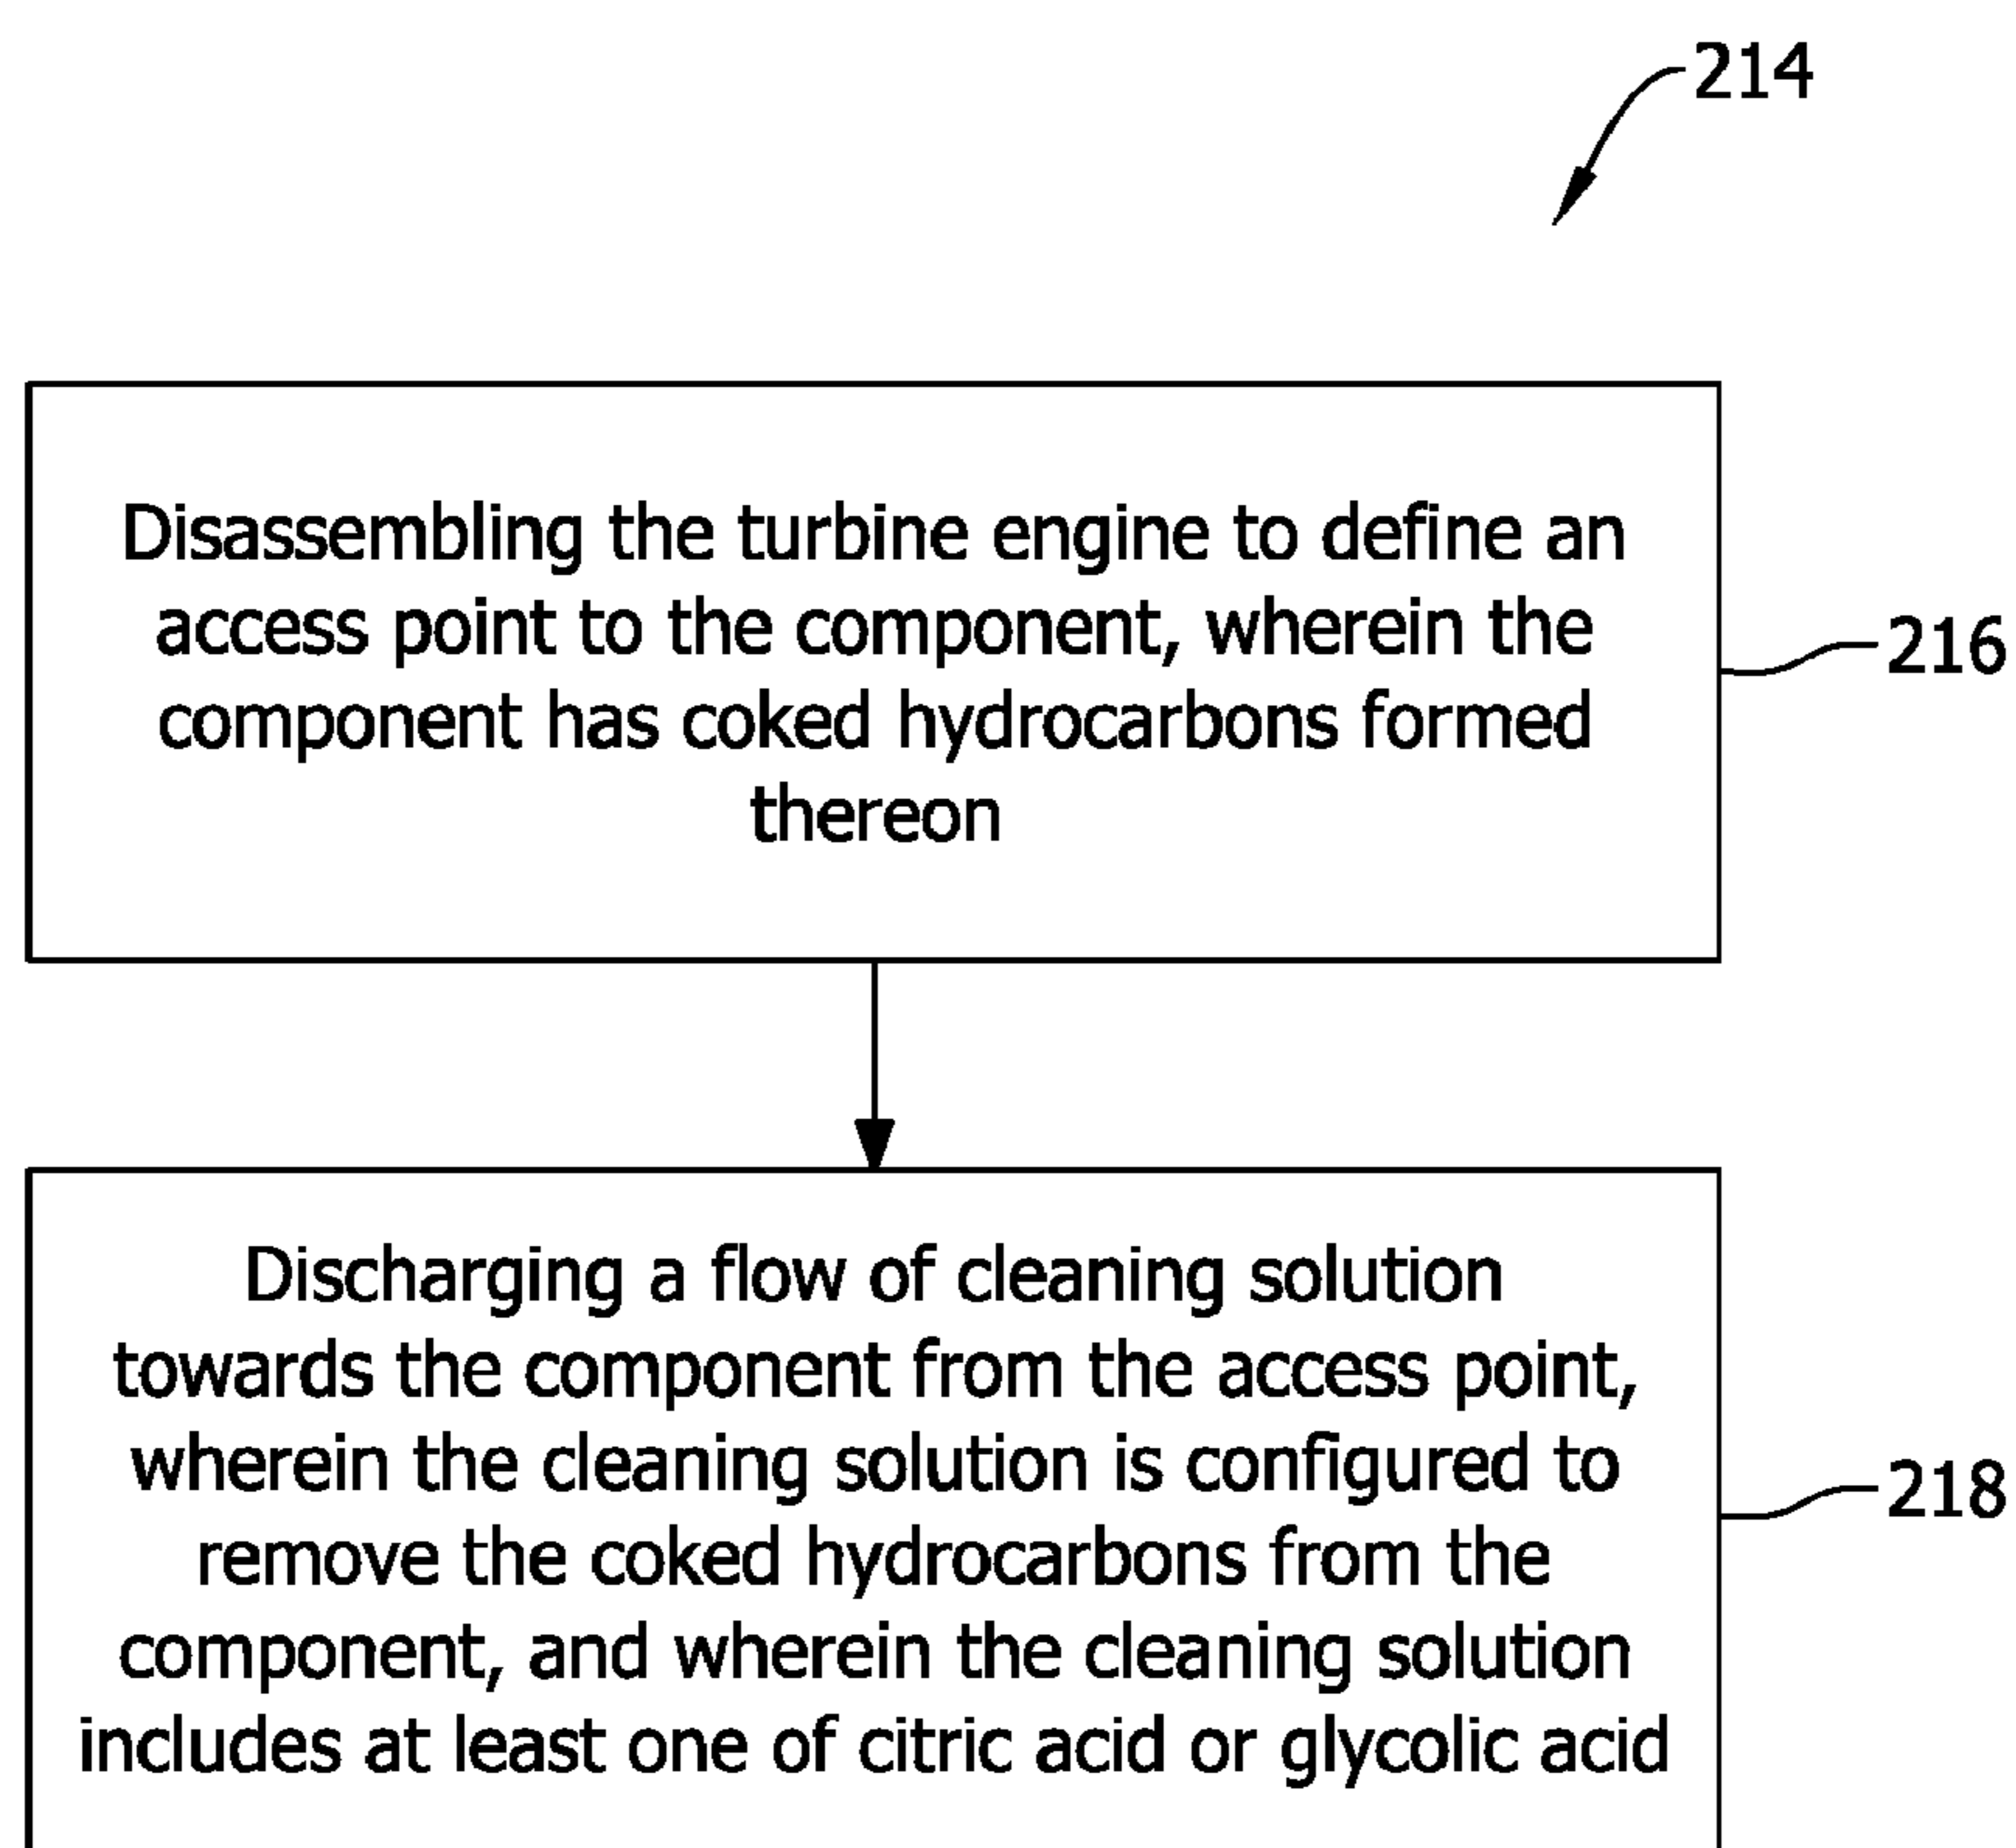 214
Disassembling the turbine engine to define an
access point to the component, wherein the
component has coked hydrocarbons formed
thereon
216
Discharging a flow of cleaning solution
towards the component from the access point,
wherein the cleaning solution is configured to
remove the coked hydrocarbons from the
component, and wherein the cleaning solution
includes at least one of citric acid or glycolic acid
218